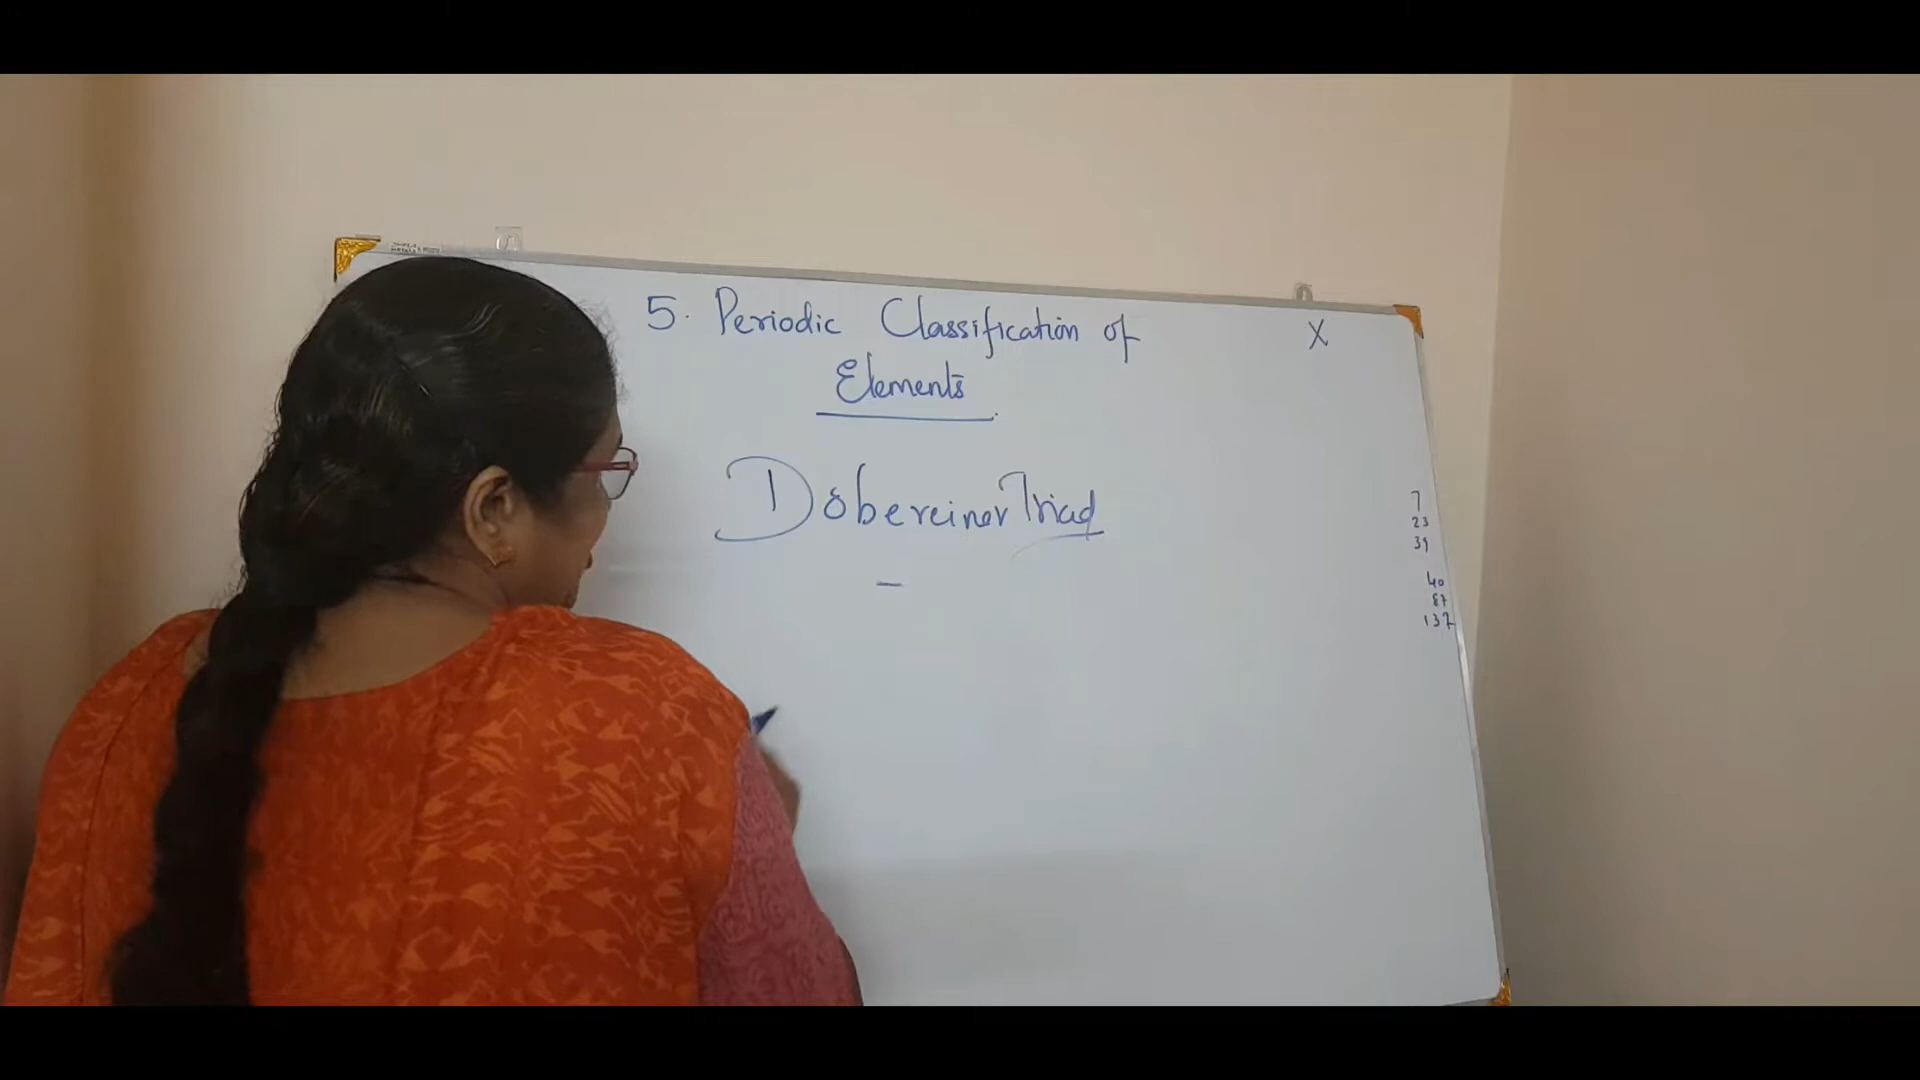 5. Periodic Classification of
Elements
X
Dobereiner Triad
7
23
39
40
87
137